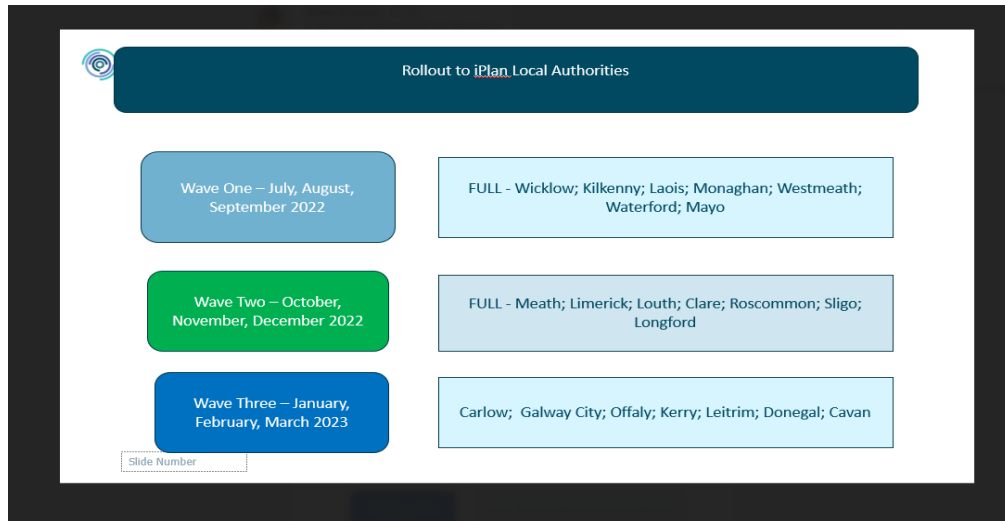 Rollout to iPlan Local Authorities
Wave One – July, August,
September 2022
FULL - Wicklow; Kilkenny; Laois; Monaghan; Westmeath;
Waterford; Mayo
Wave Two – October,
November, December 2022
FULL - Meath; Limerick; Louth; Clare; Roscommon; Sligo;
Longford
Wave Three – January,
February, March 2023
Carlow;  Galway City; Offaly; Kerry; Leitrim; Donegal; Cavan
Slide Number